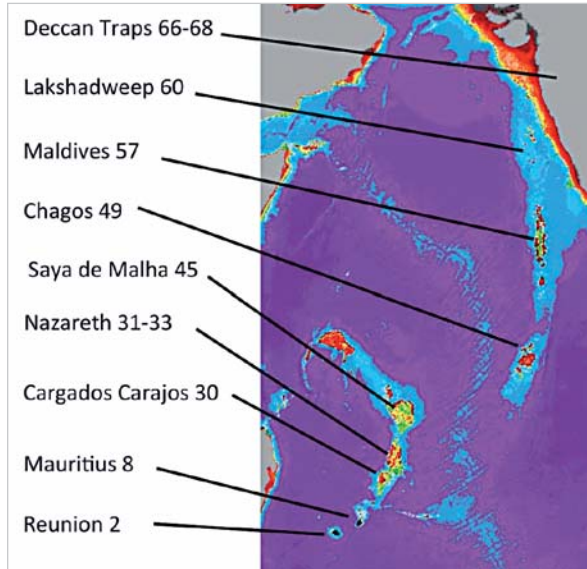 Deccan Traps 66-68
Lakshadweep 60
Maldives 57
Chagos 49
Saya de Malha 45
Nazareth 31-33
Cargados Carajos 30
Mauritius 8
Reunion 2